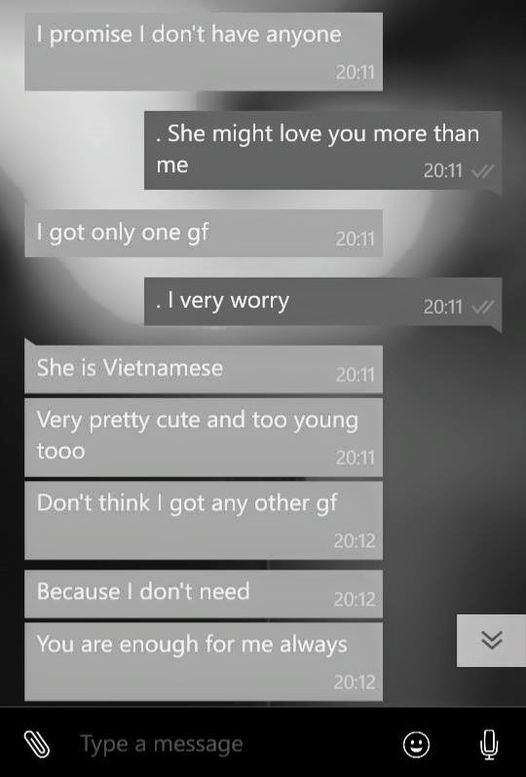 I promise I don't have anyone
20:11
. She might love you more than
me
20:11
I got only one gf
20:11
. I very worry
20:11
She is Vietnamese
20:11
Very pretty cute and too young
tooo
20:11
Don't think I got any other gf
20:12
Because I don't need
20:12
You are enough for me always
20:12
Type a message